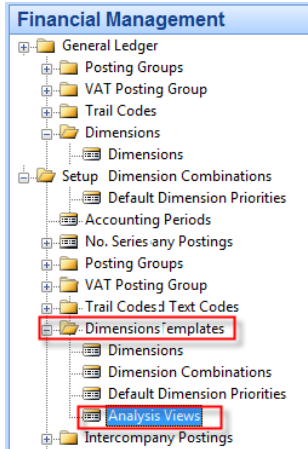 Financial Management
General Ledger
Posting Groups
VAT Posting Group
Trail Codes
Dimensions
Dimensions
Setup Dimension Combinations
Default Dimension Priorities
Accounting Periods
No. Series any Postings
Posting Groups
VAT Posting Group
Trail Codes d Text Codes
Dimensions Templates
Dimensions
Dimension Combinations
Default Dimension Priorities
Analysis Views
Intercompany Postings